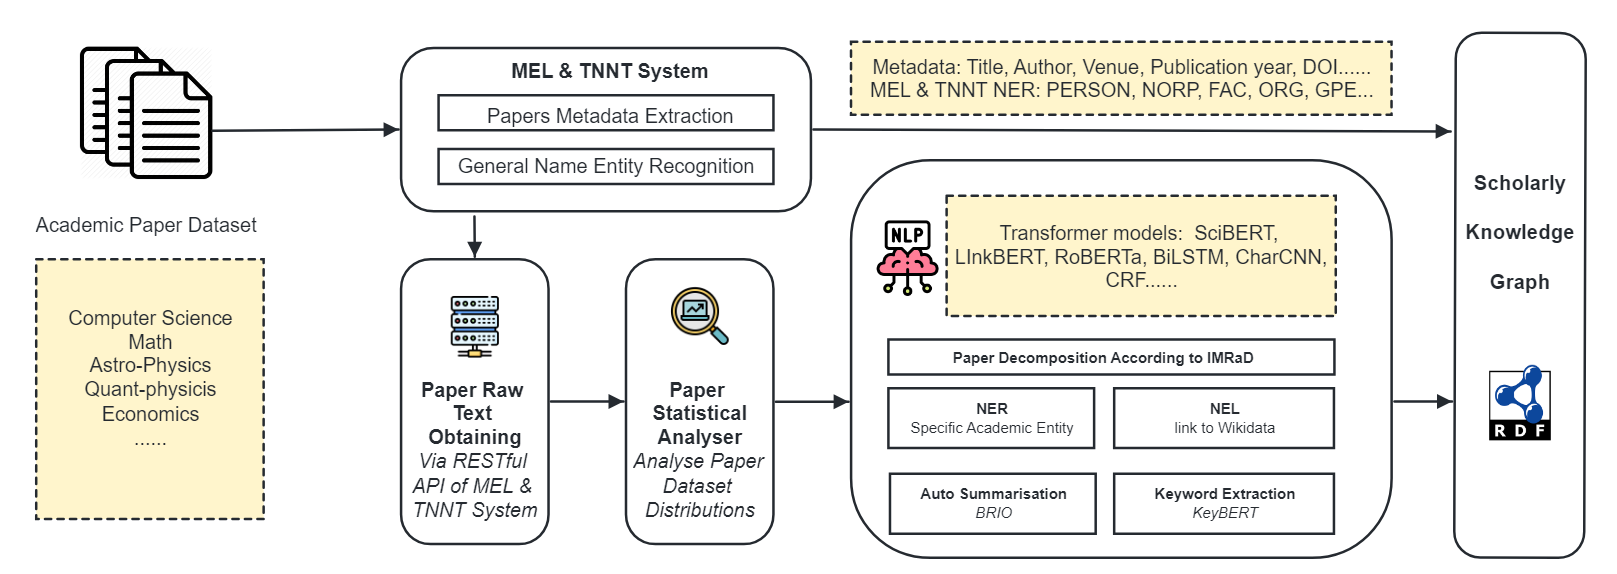 Academic Paper Dataset
Computer Science
Math
Astro-Physics
Quant-physicis
Economics
......
MEL & TNNT System
Papers Metadata Extraction
General Name Entity Recognition
Metadata: Title, Author, Venue, Publication year, DOI......
MEL & TNNT NER: PERSON, NORP, FAC, ORG, GPE...
Paper Raw
Text
Obtaining
Via RESTful
API of MEL &
TNNT System
Paper
Statistical
Analyser
Analyse Paper
Dataset
Distributions
NLP
Transformer models:  SciBERT,
LInkBERT, RoBERTa, BiLSTM, CharCNN,
CRF......
Paper Decomposition According to IMRaD
NER
Specific Academic Entity
NEL
link to Wikidata
Auto Summarisation
BRIO
Keyword Extraction
KeyBERT
Scholarly
Knowledge
Graph
RDF